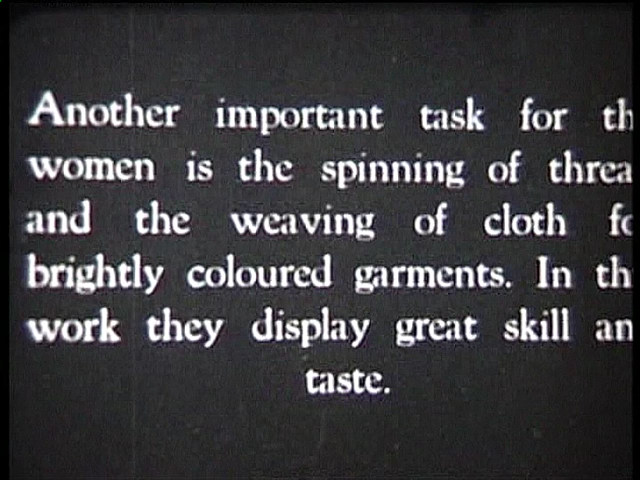 Another important task for th
women is the spinning of threa
and the weaving of cloth fo
brightly coloured garments. In th
work they display great skill an
taste.